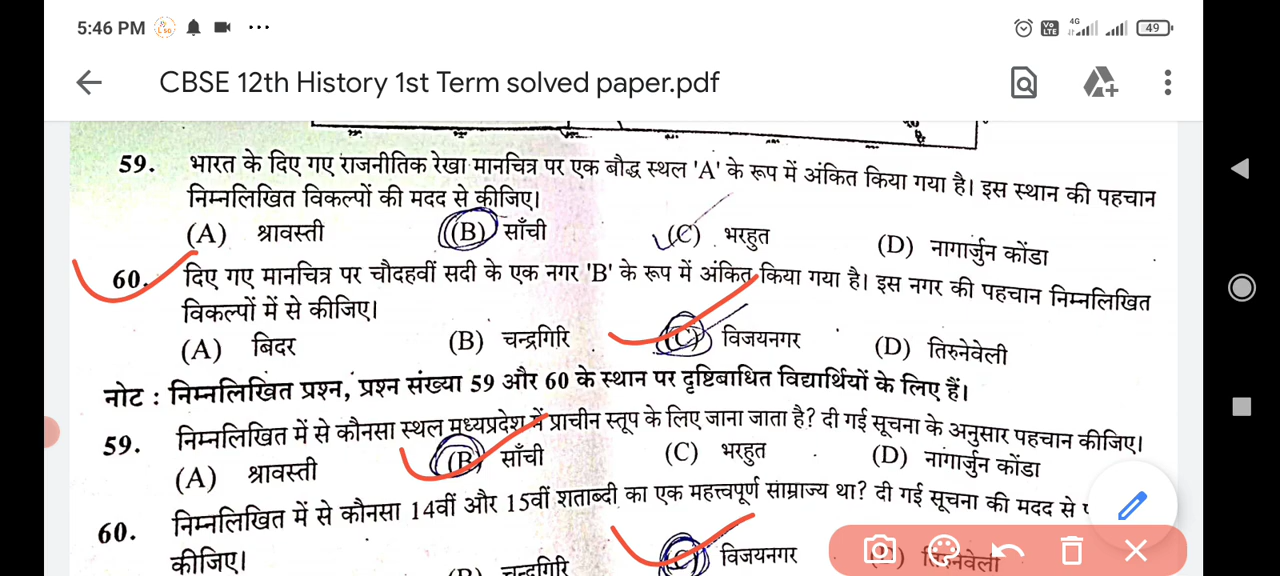 5:46 PM
49
CBSE 12th History 1st Term solved paper.pdf
59. भारत के दिए गए राजनीतिक रेखा मानचित्र पर एक बौद्ध स्थल 'A' के रूप में अंकित किया गया है। इस स्थान की पहचान
निम्नलिखित विकल्पों की मदद से कीजिए।
(A) श्रावस्ती (B) साँची (C) भरहुत (D) नागार्जुन कोंडा
60. दिए गए मानचित्र पर चौदहवीं सदी के एक नगर 'B' के रूप में अंकित किया गया है। इस नगर की पहचान निम्नलिखित
विकल्पों में से कीजिए।
(A) बिदर (B) चन्द्रगिरि (C) विजयनगर (D) तिरुनेवेली
नोट : निम्नलिखित प्रश्न, प्रश्न संख्या 59 और 60 के स्थान पर दृष्टिबाधित विद्यार्थियों के लिए हैं।
59. निम्नलिखित में से कौनसा स्थल मध्यप्रदेश में प्राचीन स्तूप के लिए जाना जाता है? दी गई सूचना के अनुसार पहचान कीजिए।
(A) श्रावस्ती (B) साँची (C) भरहुत (D) नागार्जुन कोंडा
60. निम्नलिखित में से कौनसा 14वीं और 15वीं शताब्दी का एक महत्त्वपूर्ण साम्राज्य था? दी गई सूचना की मदद से
कीजिए।
(B) चन्द्रगिरि (C) विजयनगर (D) तिरुनेवेली